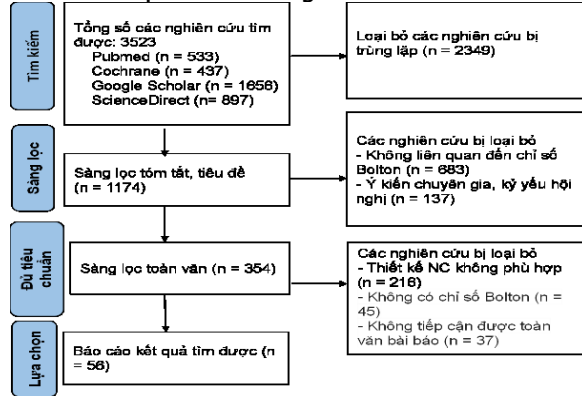 Tìm kiếm
Tổng số các nghiên cứu tìm
được: 3523
Pubmed (n = 533)
Cochrane (n = 437)
Google Scholar (n = 1656)
ScienceDirect (n= 897)
Loại bỏ các nghiên cứu bị
trùng lặp (n = 2349)
Sàng lọc
Sàng lọc tóm tắt, tiêu đề
(n = 1174)
Các nghiên cứu bị loại bỏ
- Không liên quan đến chỉ số
Bolton (n = 683)
- Ý kiến chuyên gia, kỷ yếu hội
nghị (n = 137)
Đủ tiêu
chuẩn
Sàng lọc toàn văn (n = 354)
Các nghiên cứu bị loại bỏ
- Thiết kế NC không phù hợp
(n = 216)
- Không có chỉ số Bolton (n =
45)
- Không tiếp cận được toàn
văn bài báo (n = 37)
Lựa chọn
Báo cáo kết quả tìm được (n
= 56)